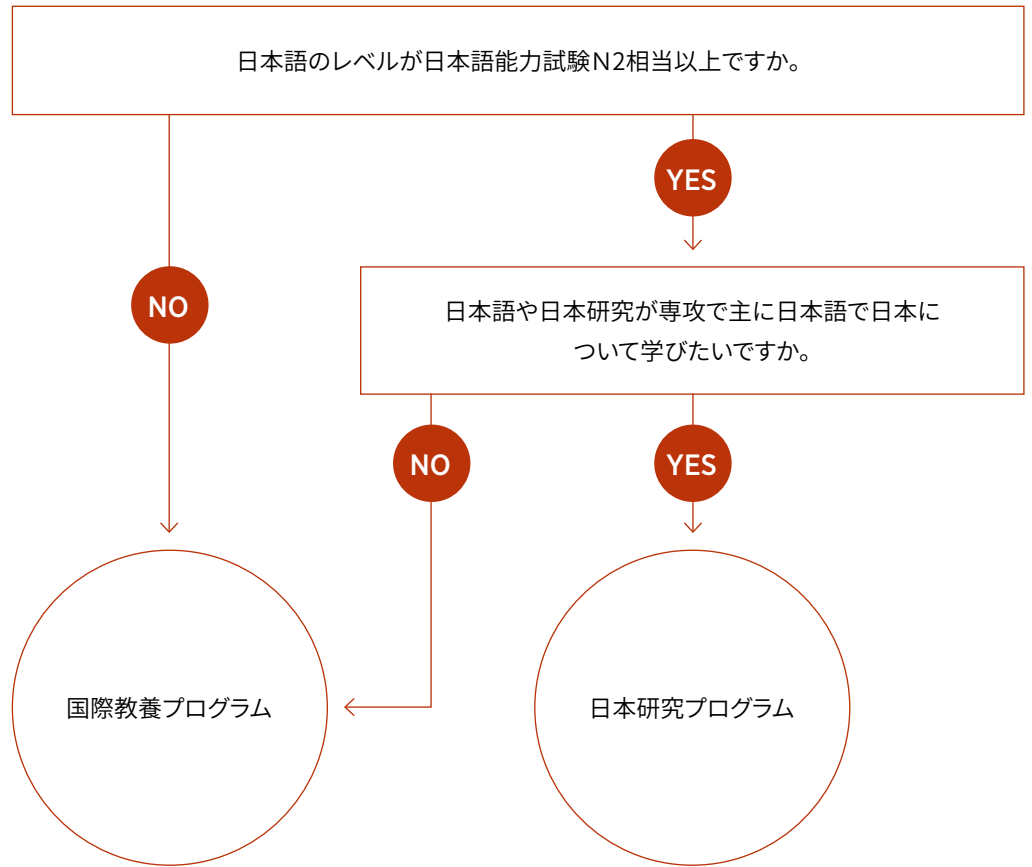 日本語のレベルが日本語能力試験N2相当以上ですか。
YES
NO
日本語や日本研究が専攻で主に日本語で日本に
ついて学びたいですか。
NO
YES
国際教養プログラム
日本研究プログラム